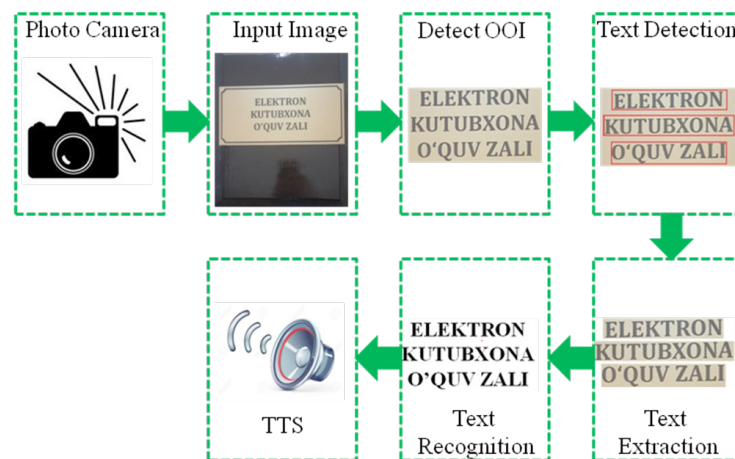 Photo Camera
Input Image
Detect OOI
Text Detection
ELEKTRON
KUTUBXONA
O‘QUV ZALI
ELEKTRON
KUTUBXONA
O‘QUV ZALI
ELEKTRON
KUTUBXONA
O‘QUV ZALI
TTS
ELEKTRON
KUTUBXONA
O’QUV ZALI
Text
Recognition
ELEKTRON
KUTUBXONA
O‘QUV ZALI
Text
Extraction